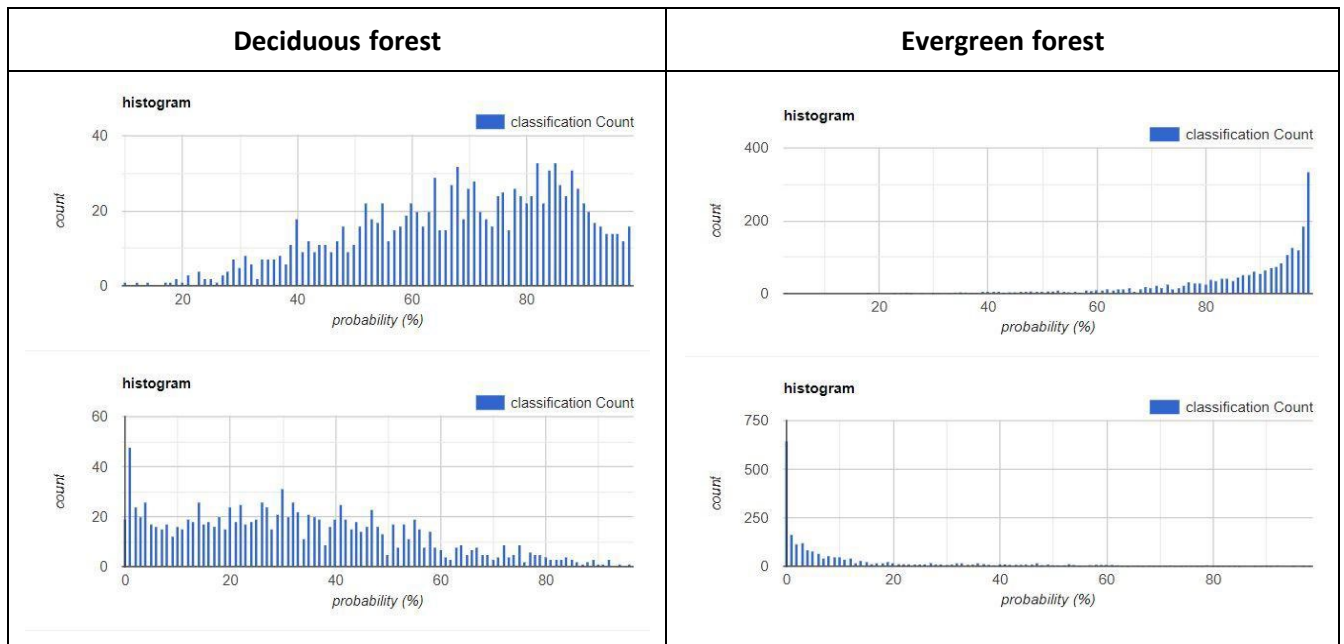 Deciduous forest
Evergreen forest
histogram
classification Count
40
20
0
count
20
40
60
80
probability (%)
histogram
classification Count
400
200
0
count
20
40
60
80
probability (%)
histogram
classification Count
60
40
20
0
count
0
20
40
60
80
probability (%)
histogram
classification Count
750
500
250
0
count
0
20
40
60
80
probability (%)